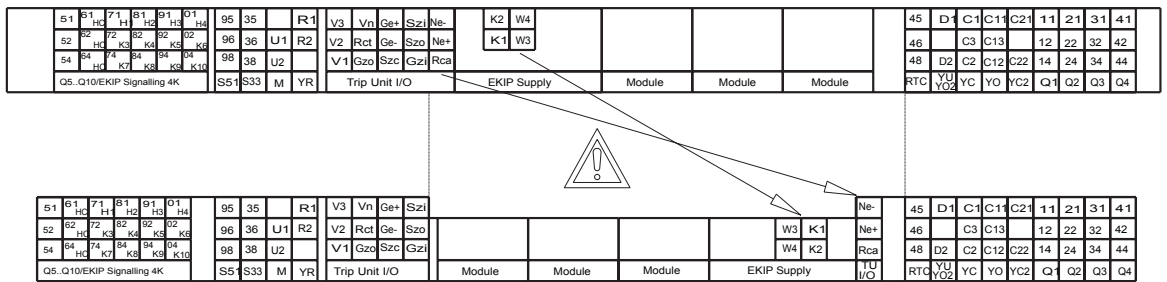 51 61 HC 71 H1 81 H2 91 H3 01 H4 95 35 R1 V3 Vn Ge+ Szi Ne- K2 W4 45 D1 C1 C11 C21 11 21 31 41
52 62 HC 72 K3 82 K4 92 K5 02 K6 96 36 U1 R2 V2 Rct Ge- Szo Ne+ K1 W3 46 C3 C13 12 22 32 42
54 64 HC 74 K7 84 K8 94 K9 04 K10 98 38 U2 V1 Gzo Szc Gzi Rca 48 D2 C2 C12 C22 14 24 34 44
Q5..Q10/EKIP Signalling 4K S51 S33 M YR Trip Unit I/O EKIP Supply Module Module Module RTC YU YO2 YC YO YC2 Q1 Q2 Q3 Q4
51 61 HC 71 H1 81 H2 91 H3 01 H4 95 35 R1 V3 Vn Ge+ Szi Ne- 45 D1 C1 C11 C21 11 21 31 41
52 62 HC 72 K3 82 K4 92 K5 02 K6 96 36 U1 R2 V2 Rct Ge- Szo W3 K1 Ne+ 46 C3 C13 12 22 32 42
54 64 HC 74 K7 84 K8 94 K9 04 K10 98 38 U2 V1 Gzo Szc Gzi W4 K2 Rca 48 D2 C2 C12 C22 14 24 34 44
Q5..Q10/EKIP Signalling 4K S51 S33 M YR Trip Unit I/O Module Module Module EKIP Supply TU I/O RTC YU YO2 YC YO YC2 Q1 Q2 Q3 Q4